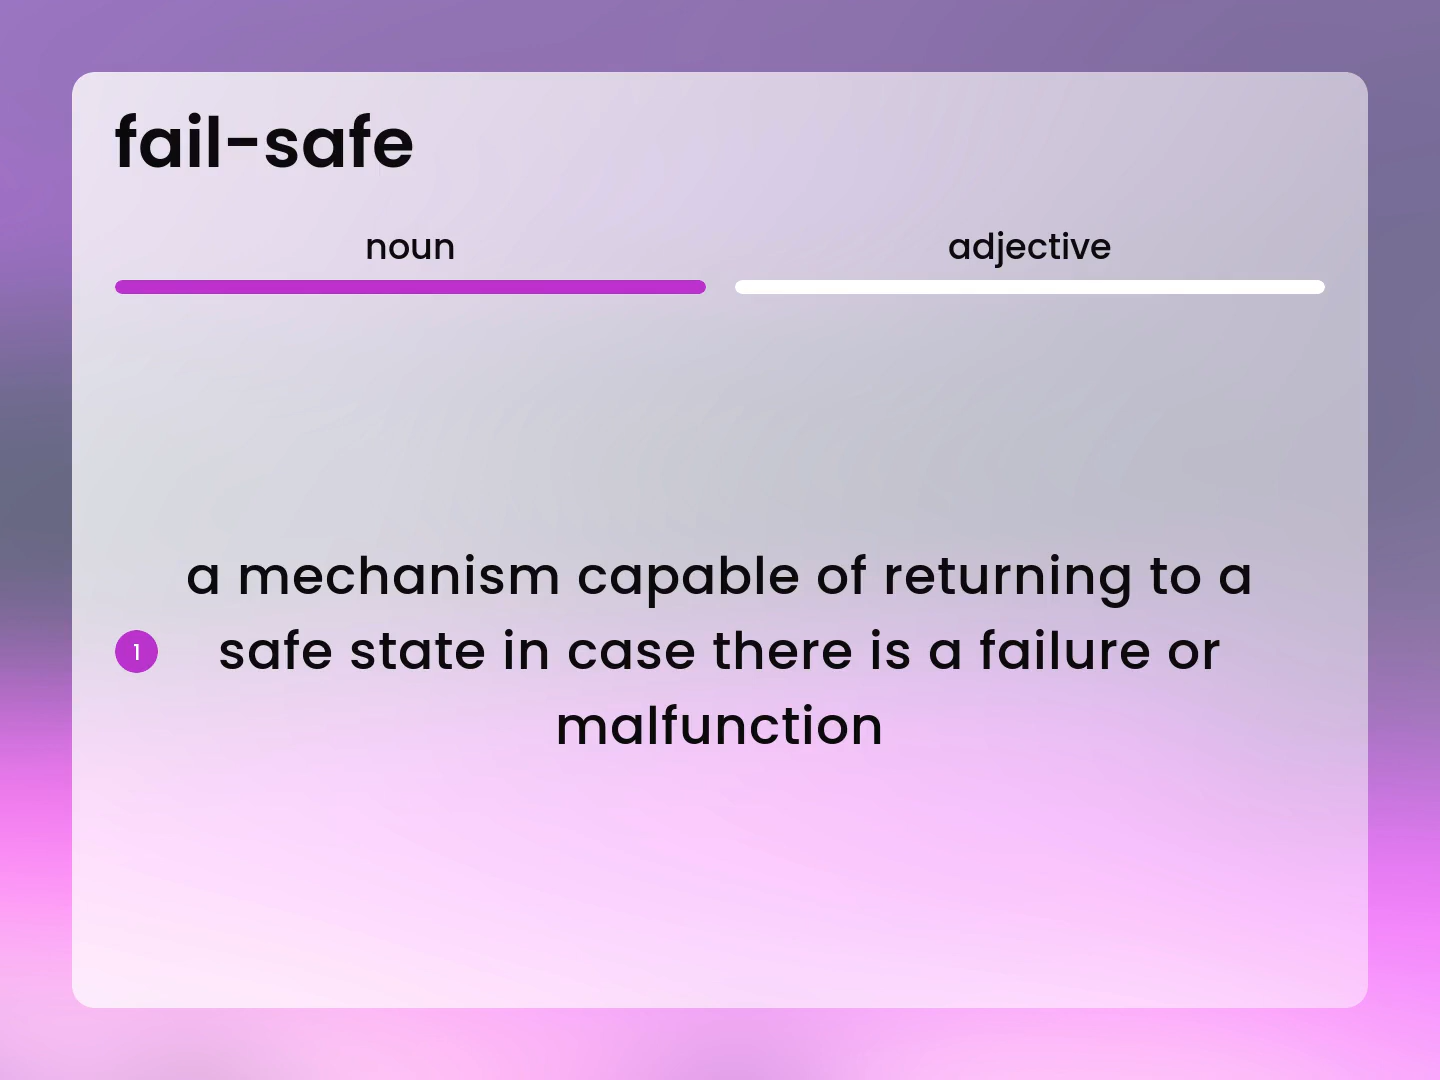 fail-safe
noun
adjective
a mechanism capable of returning to a
1
safe state in case there is a failure or
malfunction